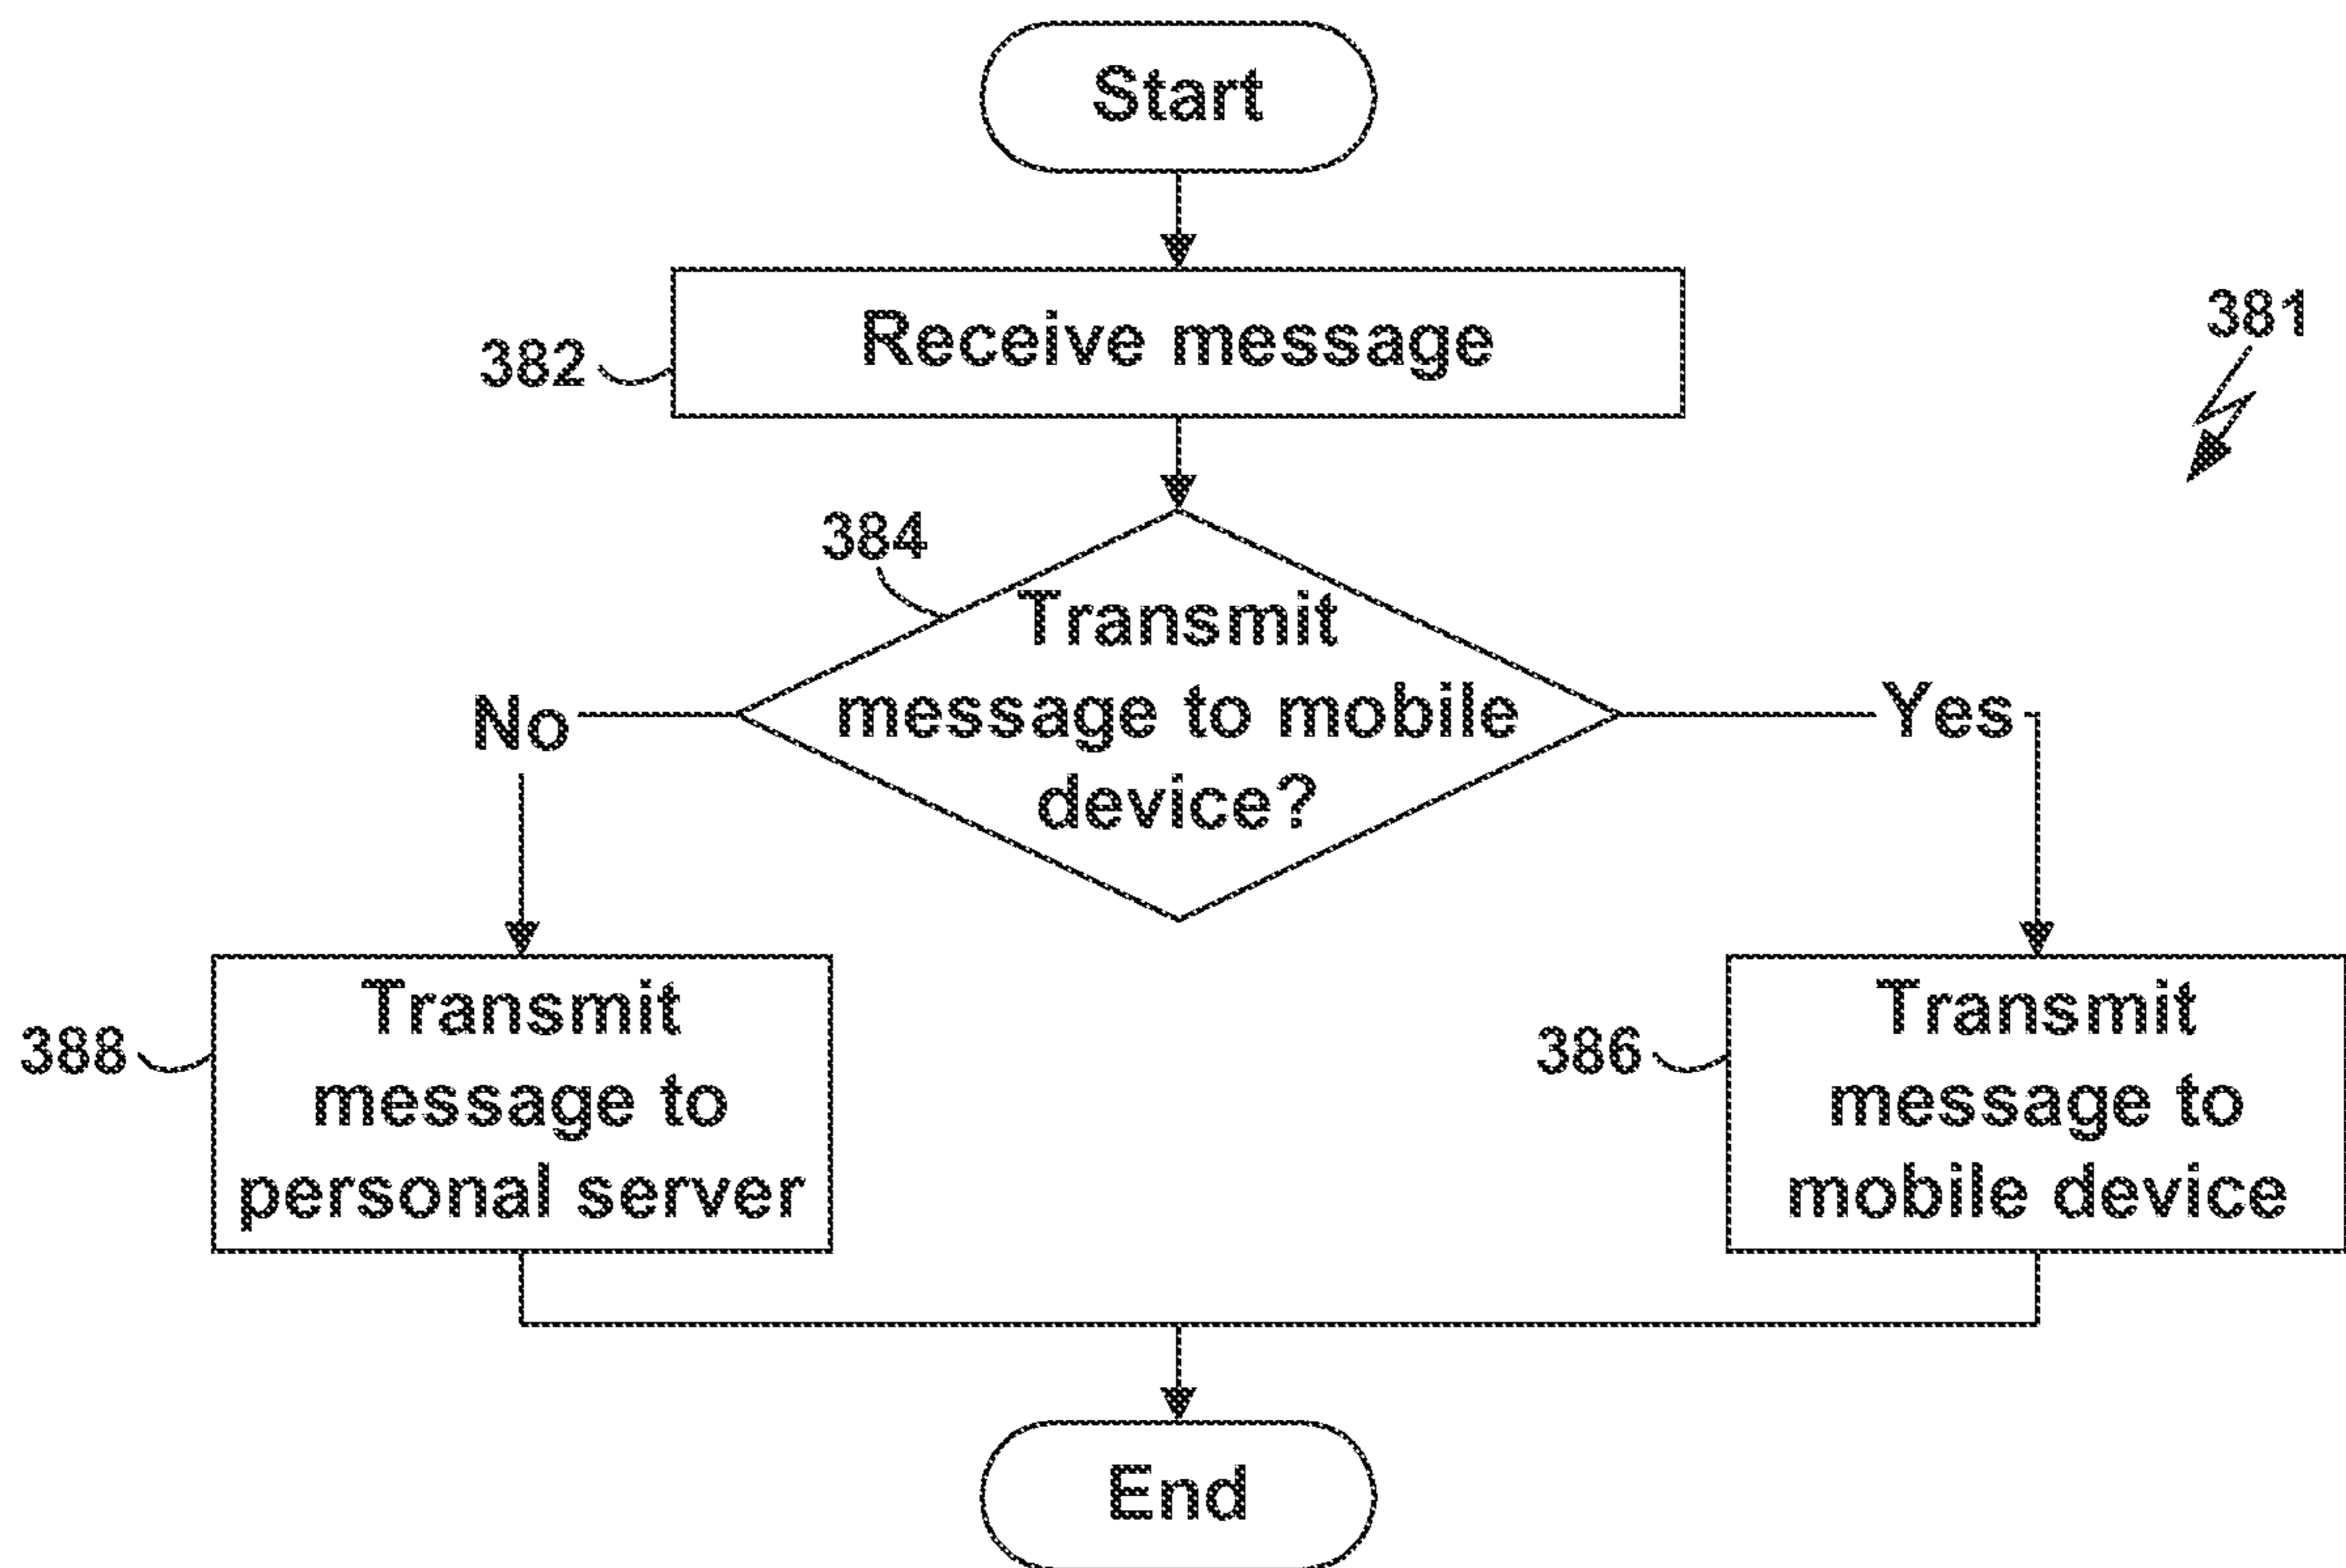 Start
Receive message
382
381
384
Transmit
message to mobile
device?
No
Yes
Transmit
message to
personal server
388
Transmit
message to
mobile device
386
End